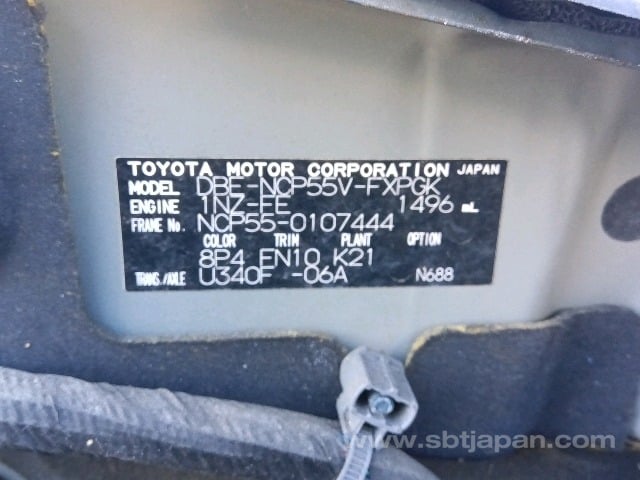 TOYOTA MOTOR CORPORATION JAPAN
MODEL DBE-NCP55V-FXPGK
ENGINE 1NZ-FE 1496 mL
FRAME No. NCP55-0107444
COLOR TRIM PLANT OPTION
8P4 EN10 K21
TRANS./AXLE U340F -06A N688
www.sbtjapan.com